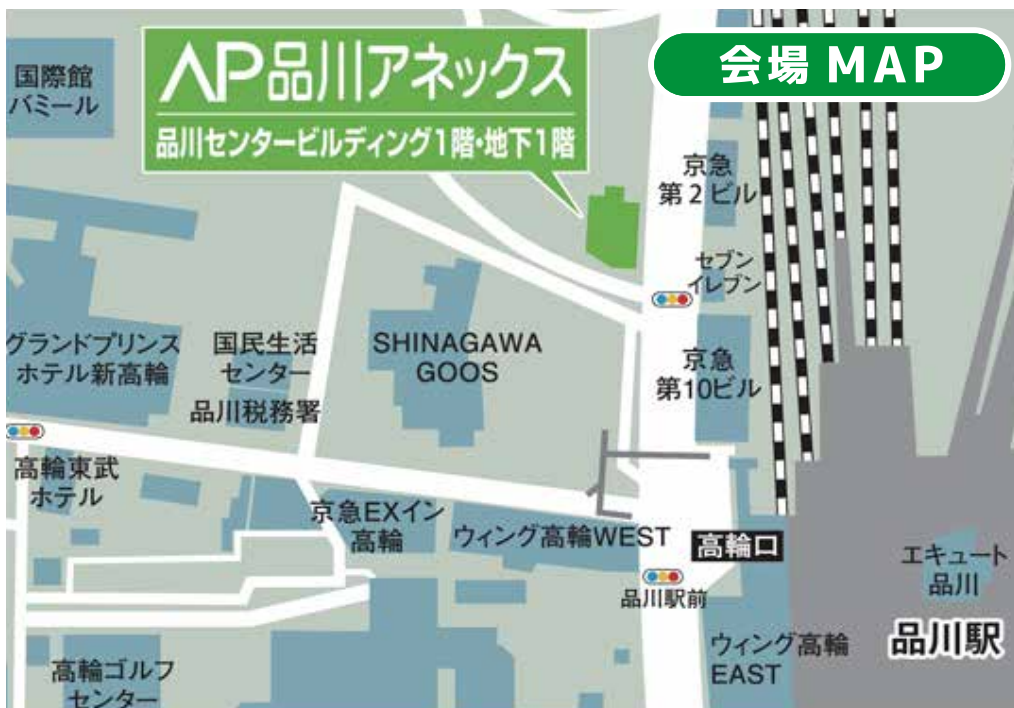 会場 MAP
AP品川アネックス
品川センタービルディング1階・地下1階
国際館
パミール
京急
第2ビル
セブン
イレブン
グランドプリンス
ホテル新高輪
国民生活
センター
品川税務署
SHINAGAWA
GOOS
京急
第10ビル
高輪東武
ホテル
京急EXイン
高輪
ウィング高輪WEST
高輪口
エキュート
品川
品川駅前
品川駅
ウィング高輪
EAST
高輪ゴルフ
センター